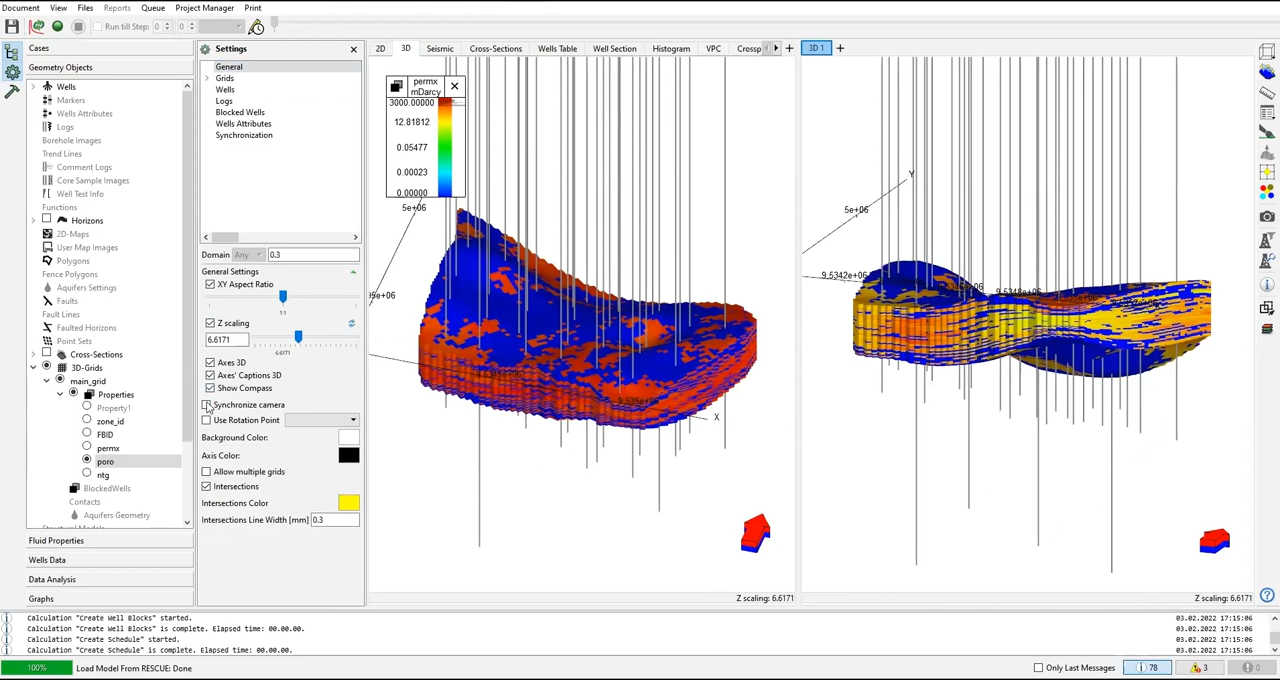 Document View Files Reports Queue Project Manager Print
Run till Step: 0 0
Cases
Geometry Objects
Wells
Markers
Wells Attributes
Logs
Borehole Images
Trend Lines
Comment Logs
Core Sample Images
Well Test Info
Functions
Horizons
2D-Maps
User Map Images
Polygons
Fence Polygons
Aquifers Settings
Faults
Fault Lines
Faulted Horizons
Point Sets
Cross-Sections
3D-Grids
main_grid
Properties
Property1
zone_id
FBID
permx
poro
ntg
BlockedWells
Contacts
Aquifers Geometry
Structural Models
Fluid Properties
Wells Data
Data Analysis
Graphs
Settings
General
Grids
Wells
Logs
Blocked Wells
Wells Attributes
Synchronization
Domain Any 0.3
General Settings
XY Aspect Ratio
1:1
Z scaling
6.6171
6.6171
Axes 3D
Axes' Captions 3D
Show Compass
Synchronize camera
Use Rotation Point
Background Color:
Axis Color:
Allow multiple grids
Intersections
Intersections Color
Intersections Line Width [mm] 0.3
2D 3D Seismic Cross-Sections Wells Table Well Section Histogram VPC Crossp
permx
mDarcy
3000.00000
12.81812
0.05477
0.00023
0.00000
5e+06
X
Z scaling: 6.6171
3D 1
Y
5e+06
9.5342e+06
9.5348e+06
Z scaling: 6.6171
Calculation "Create Well Blocks" started. 03.02.2022 17:15:06
Calculation "Create Well Blocks" is complete. Elapsed time: 00.00.00. 03.02.2022 17:15:06
Calculation "Create Schedule" started. 03.02.2022 17:15:06
Calculation "Create Schedule" is complete. Elapsed time: 00.00.00. 03.02.2022 17:15:06
100% Load Model From RESCUE: Done Only Last Messages 78 3 0